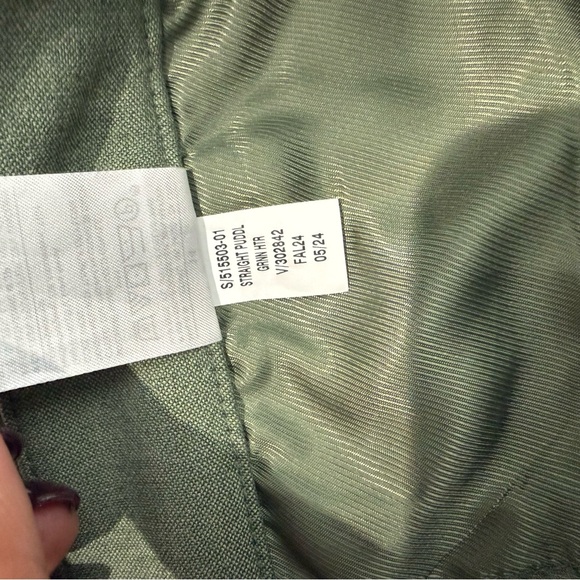 S/515503-01
STRAIGHT PUDDL
GRNN HTR
V/302842
FAL24
05/24